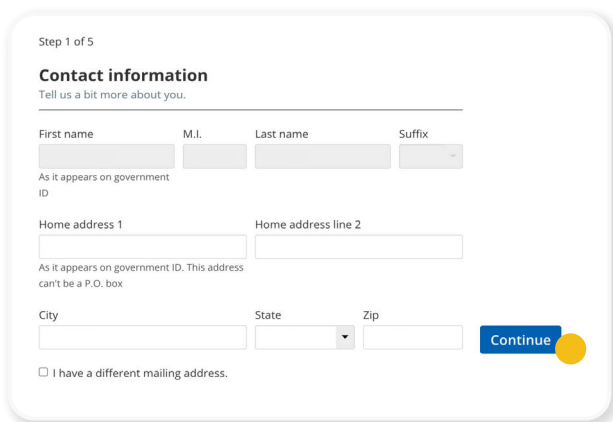 Step 1 of 5
Contact information
Tell us a bit more about you.
First name M.I. Last name Suffix
As it appears on government
ID
Home address 1 Home address line 2
As it appears on government ID. This address
can't be a P.O. box
City State Zip
Continue
I have a different mailing address.